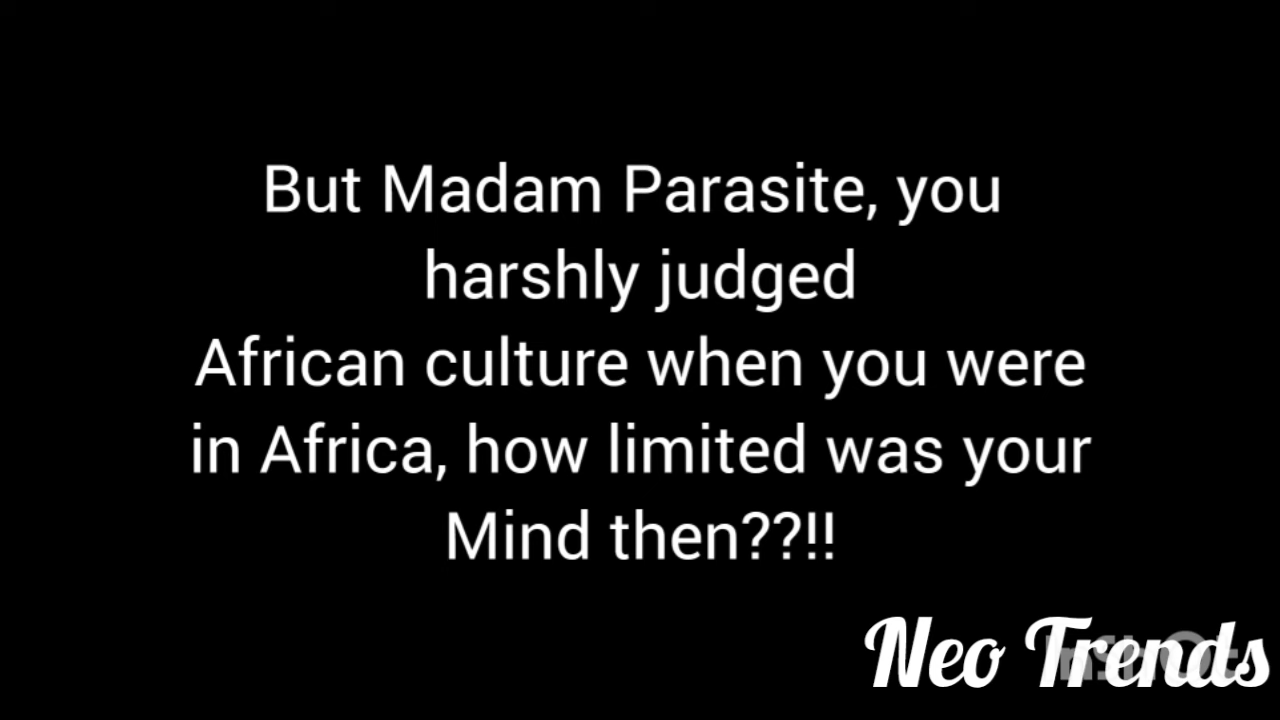 But Madam Parasite, you
harshly judged
African culture when you were
in Africa, how limited was your
Mind then??!!
Neo Trends
InShOt